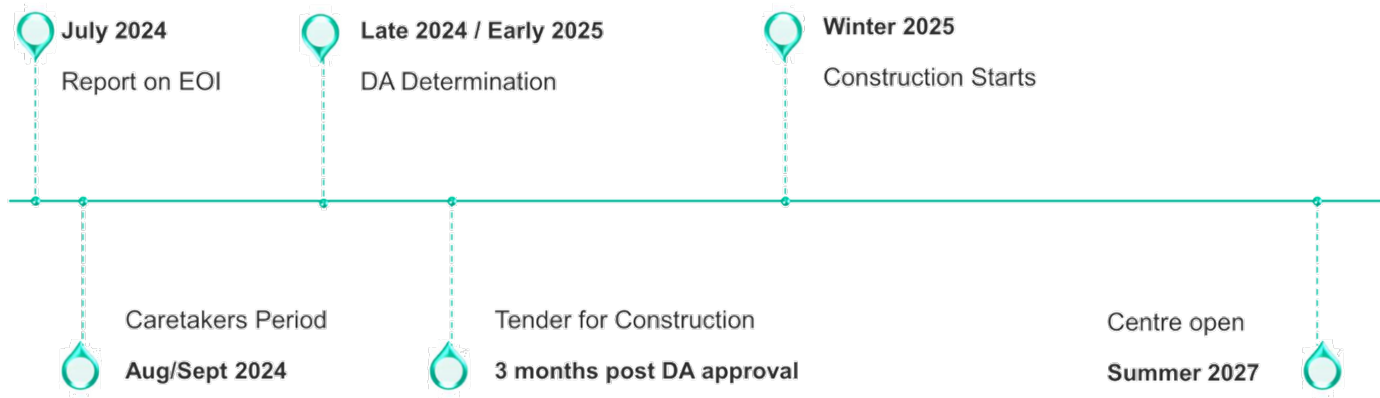 July 2024
Report on EOI
Late 2024 / Early 2025
DA Determination
Winter 2025
Construction Starts
Caretakers Period
Aug/Sept 2024
Tender for Construction
3 months post DA approval
Centre open
Summer 2027